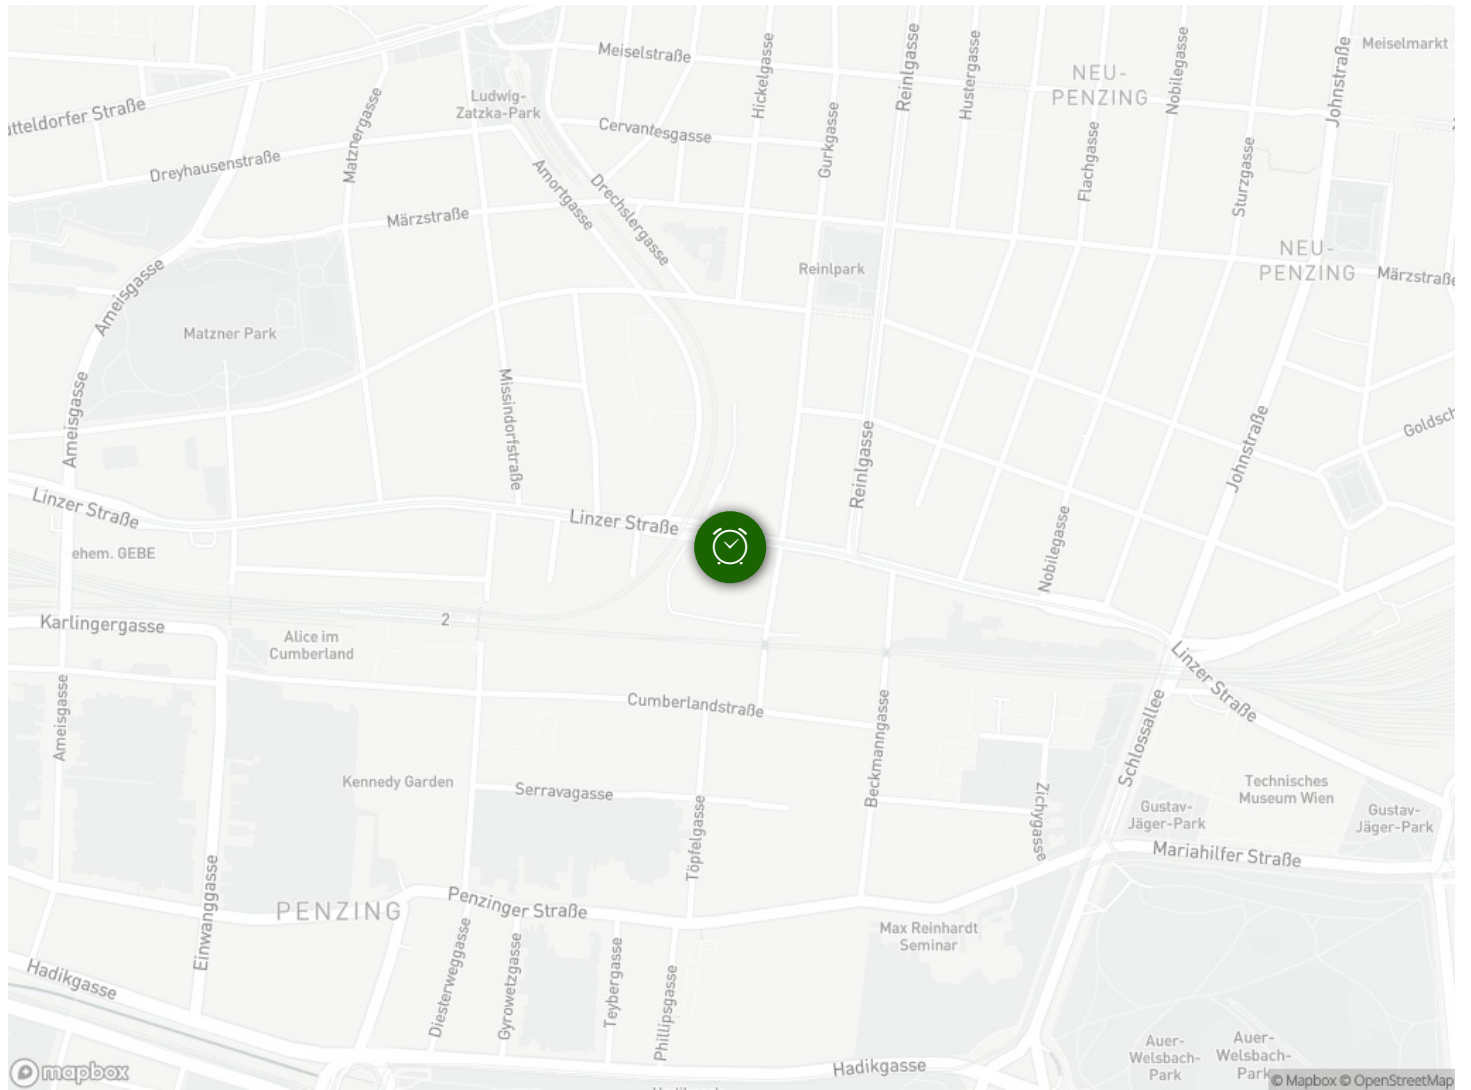 Meiselstraße
Hickelgasse
Reinlgasse
Hustergasse
NEU-
PENZING
Nobilegasse
Johnstraße
Meiselmarkt
utteldorfer Straße
Matznergasse
Ludwig-
Zatzka-Park
Cervantesgasse
Gurkgasse
Flachgasse
Sturzgasse
Dreyhausenstraße
Amortgasse
Drechslergasse
Märzstraße
Reinlpark
NEU-
PENZING
Märzstraße
Ameisgasse
Matzner Park
Ameisgasse
Missindorfstraße
Reinlgasse
Johnstraße
Goldsch
Linzer Straße
Linzer Straße
ehem. GEBE
Nobilegasse
Karlingergasse
2
Alice im
Cumberland
Linzer Straße
Ameisgasse
Cumberlandstraße
Beckmanngasse
Schlossallee
Kennedy Garden
Serravagasse
Töpfelgasse
Zichygasse
Technisches
Museum Wien
Gustav-
Jäger-Park
Gustav-
Jäger-Park
Mariahilfer Straße
Einwanggasse
PENZING
Penzinger Straße
Max Reinhardt
Seminar
Hadikgasse
Diesterweggasse
Gyrowetzgasse
Teybergasse
Phillipsgasse
Auer-
Welsbach-
Park
Auer-
Welsbach-
Park
Hadikgasse
mapbox
© Mapbox © OpenStreetMap